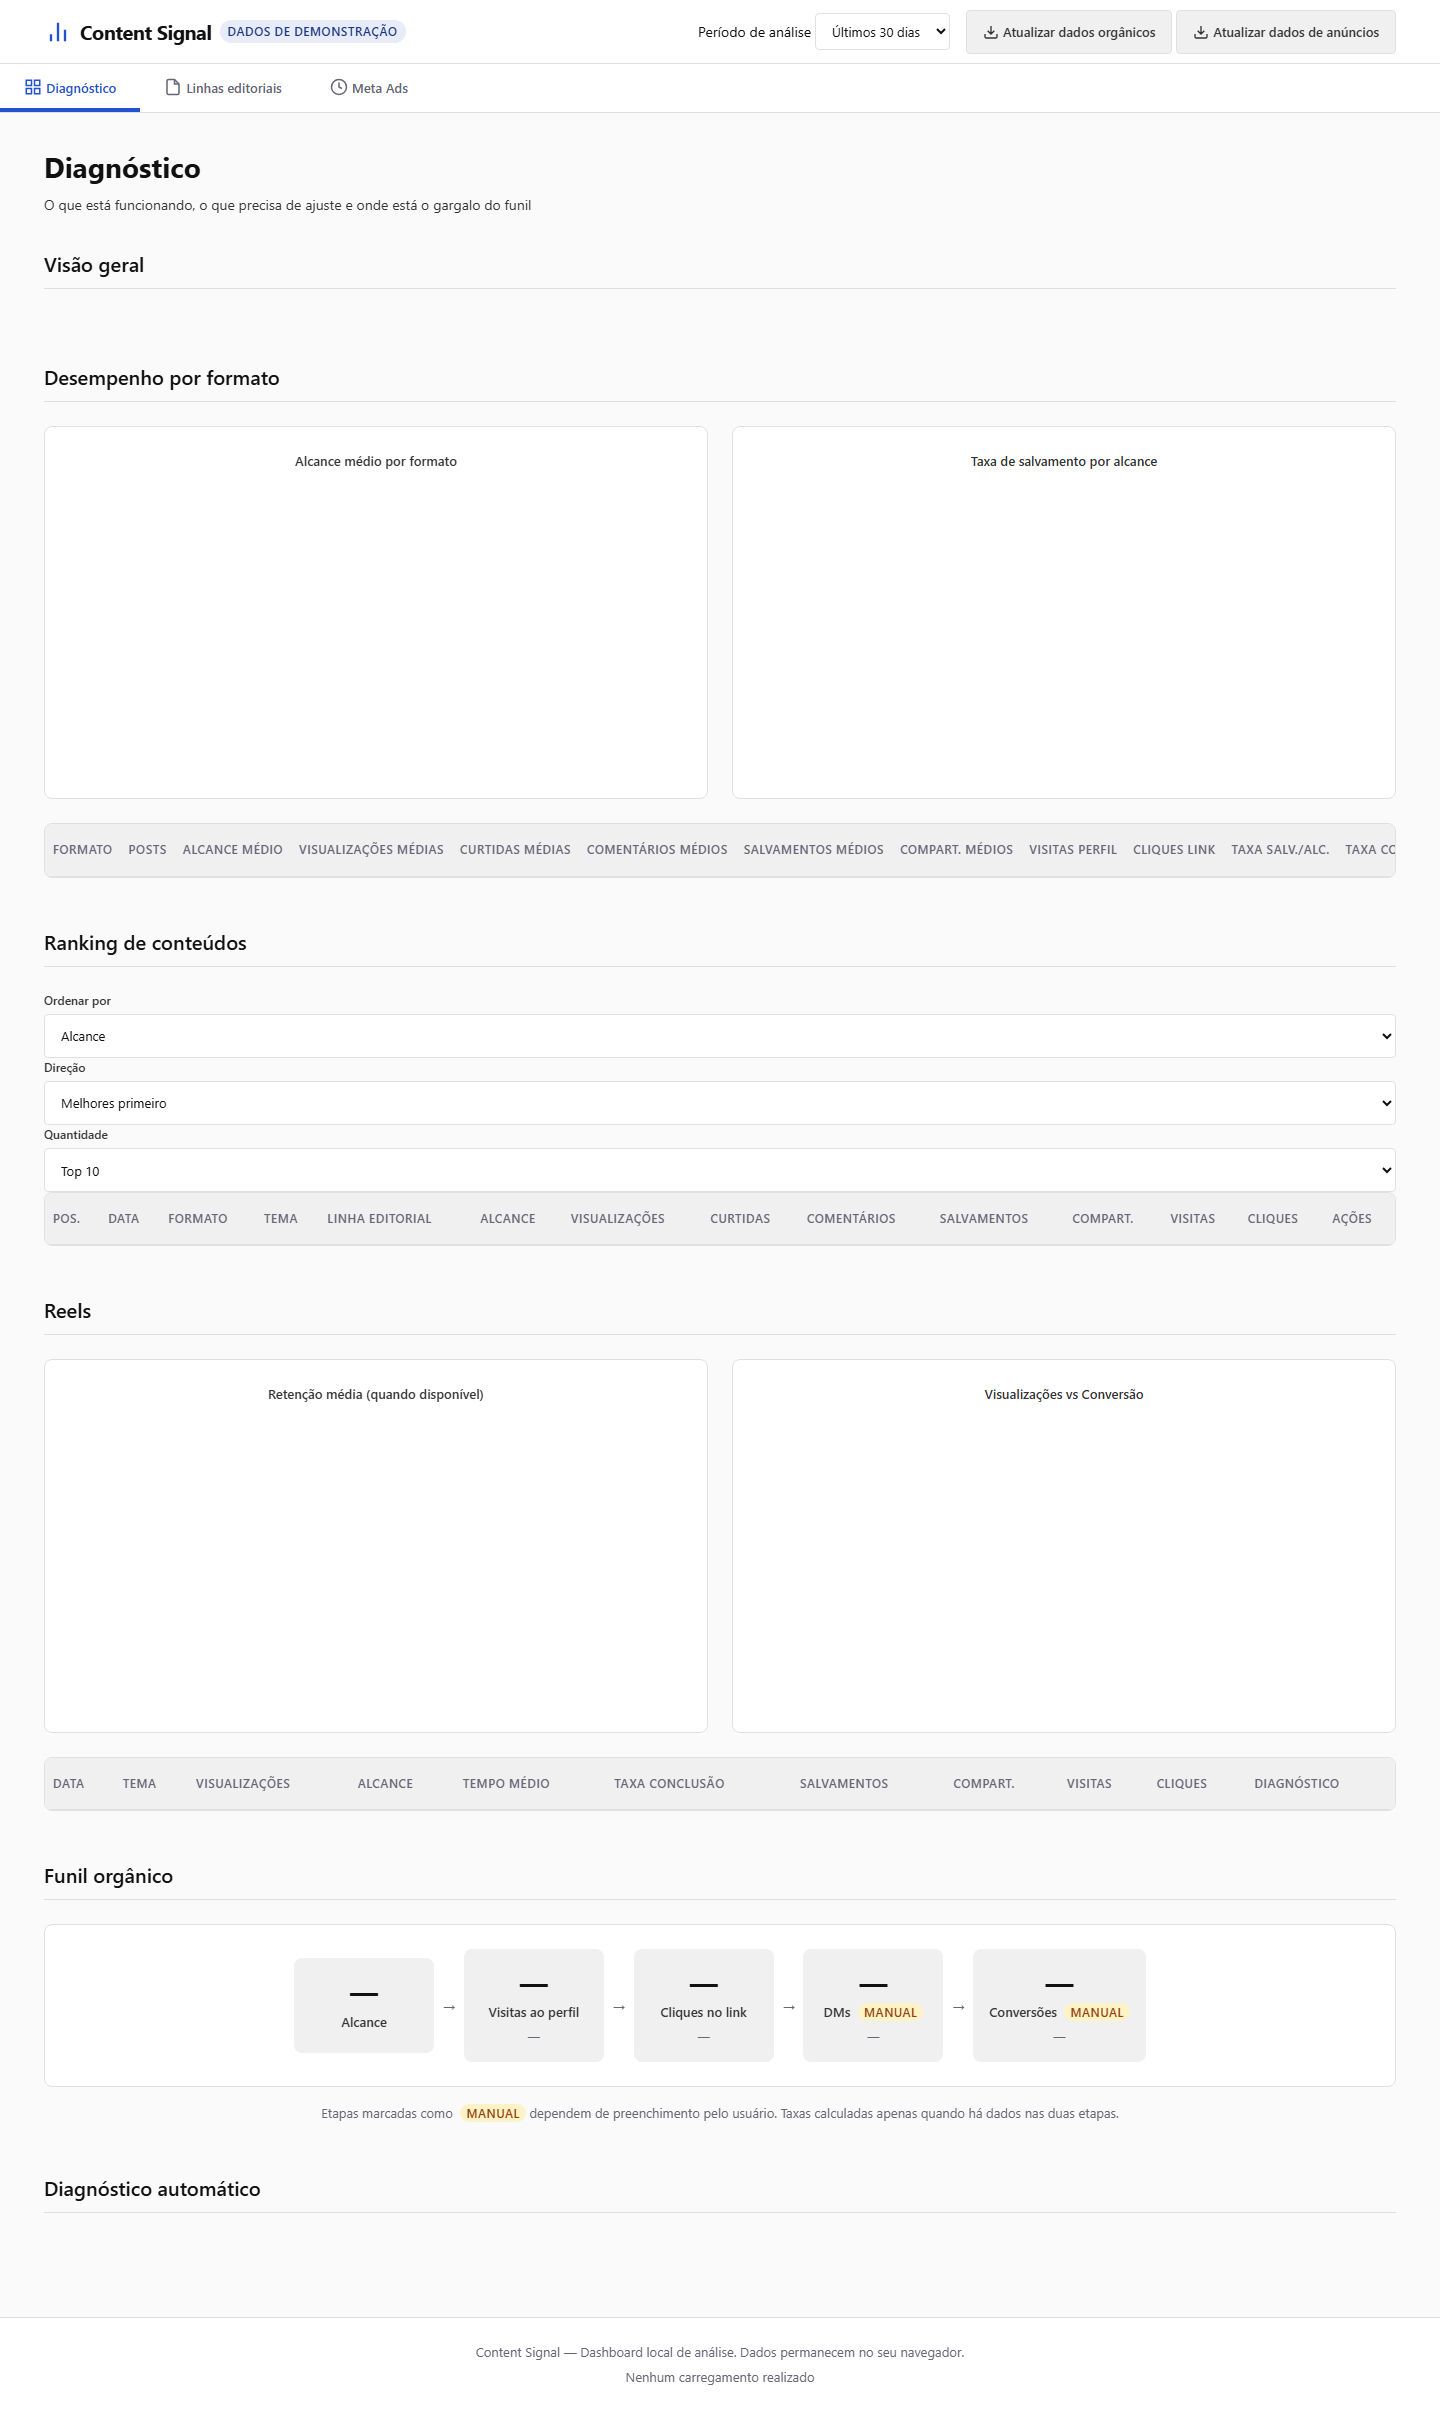 Content Signal DADOS DE DEMONSTRAÇÃO Período de análise Últimos 30 dias Atualizar dados orgânicos Atualizar dados de anúncios
Diagnóstico Linhas editoriais Meta Ads
Diagnóstico
O que está funcionando, o que precisa de ajuste e onde está o gargalo do funil
Visão geral
Desempenho por formato
Alcance médio por formato Taxa de salvamento por alcance
FORMATO POSTS ALCANCE MÉDIO VISUALIZAÇÕES MÉDIAS CURTIDAS MÉDIAS COMENTÁRIOS MÉDIOS SALVAMENTOS MÉDIOS COMPART. MÉDIOS VISITAS PERFIL CLIQUES LINK TAXA SALV./ALC. TAXA
Ranking de conteúdos
Ordenar por
Alcance
Direção
Melhores primeiro
Quantidade
Top 10
POS. DATA FORMATO TEMA LINHA EDITORIAL ALCANCE VISUALIZAÇÕES CURTIDAS COMENTÁRIOS SALVAMENTOS COMPART. VISITAS CLIQUES AÇÕES
Reels
Retenção média (quando disponível) Visualizações vs Conversão
DATA TEMA VISUALIZAÇÕES ALCANCE TEMPO MÉDIO TAXA CONCLUSÃO SALVAMENTOS COMPART. VISITAS CLIQUES DIAGNÓSTICO
Funil orgânico
— — — — —
Alcance → Visitas ao perfil → Cliques no link → DMs MANUAL → Conversões MANUAL
— — — —
Etapas marcadas como MANUAL dependem de preenchimento pelo usuário. Taxas calculadas apenas quando há dados nas duas etapas.
Diagnóstico automático
Content Signal — Dashboard local de análise. Dados permanecem no seu navegador.
Nenhum carregamento realizado